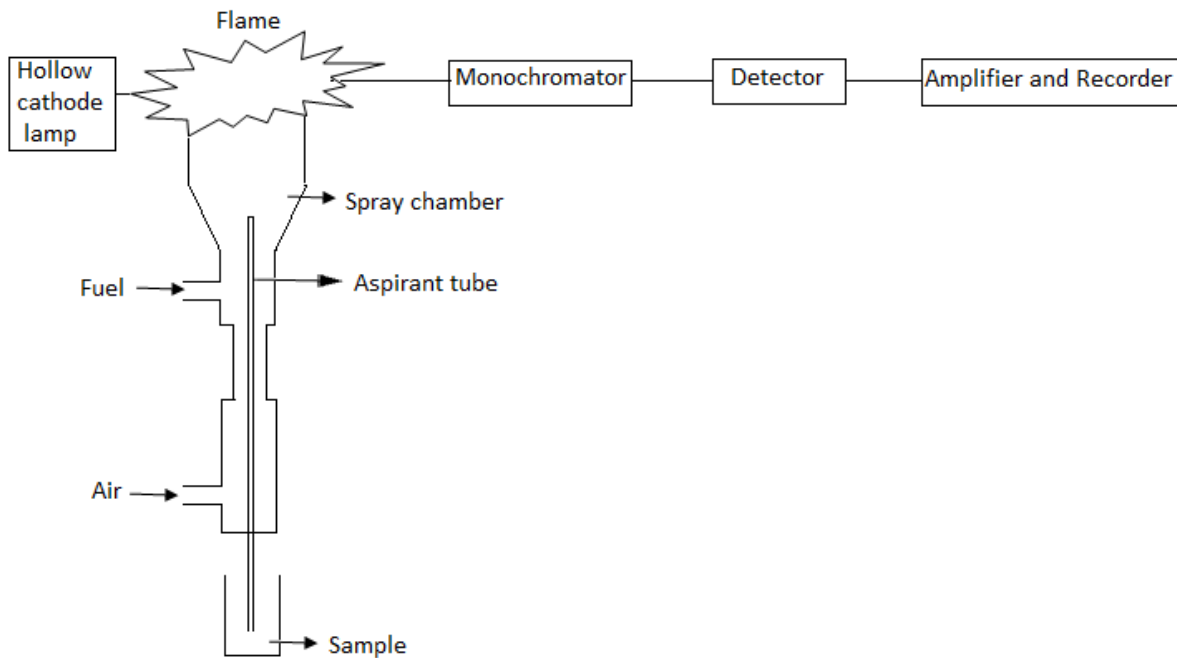 Flame
Hollow
cathode
lamp
Monochromator
Detector
Amplifier and Recorder
Spray chamber
Fuel
Aspirant tube
Air
Sample